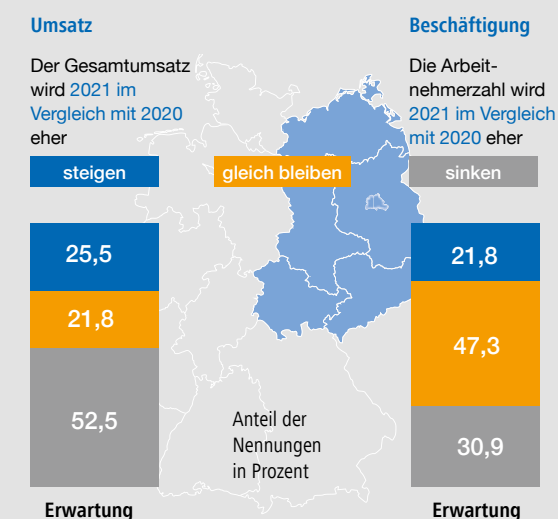 Umsatz
Der Gesamtumsatz
wird 2021 im
Vergleich mit 2020
eher
Beschäftigung
Die Arbeit-
nehmerzahl wird
2021 im Vergleich
mit 2020 eher
steigen
gleich bleiben
sinken
25,5
21,8
52,5
Erwartung
Anteil der
Nennungen
in Prozent
21,8
47,3
30,9
Erwartung